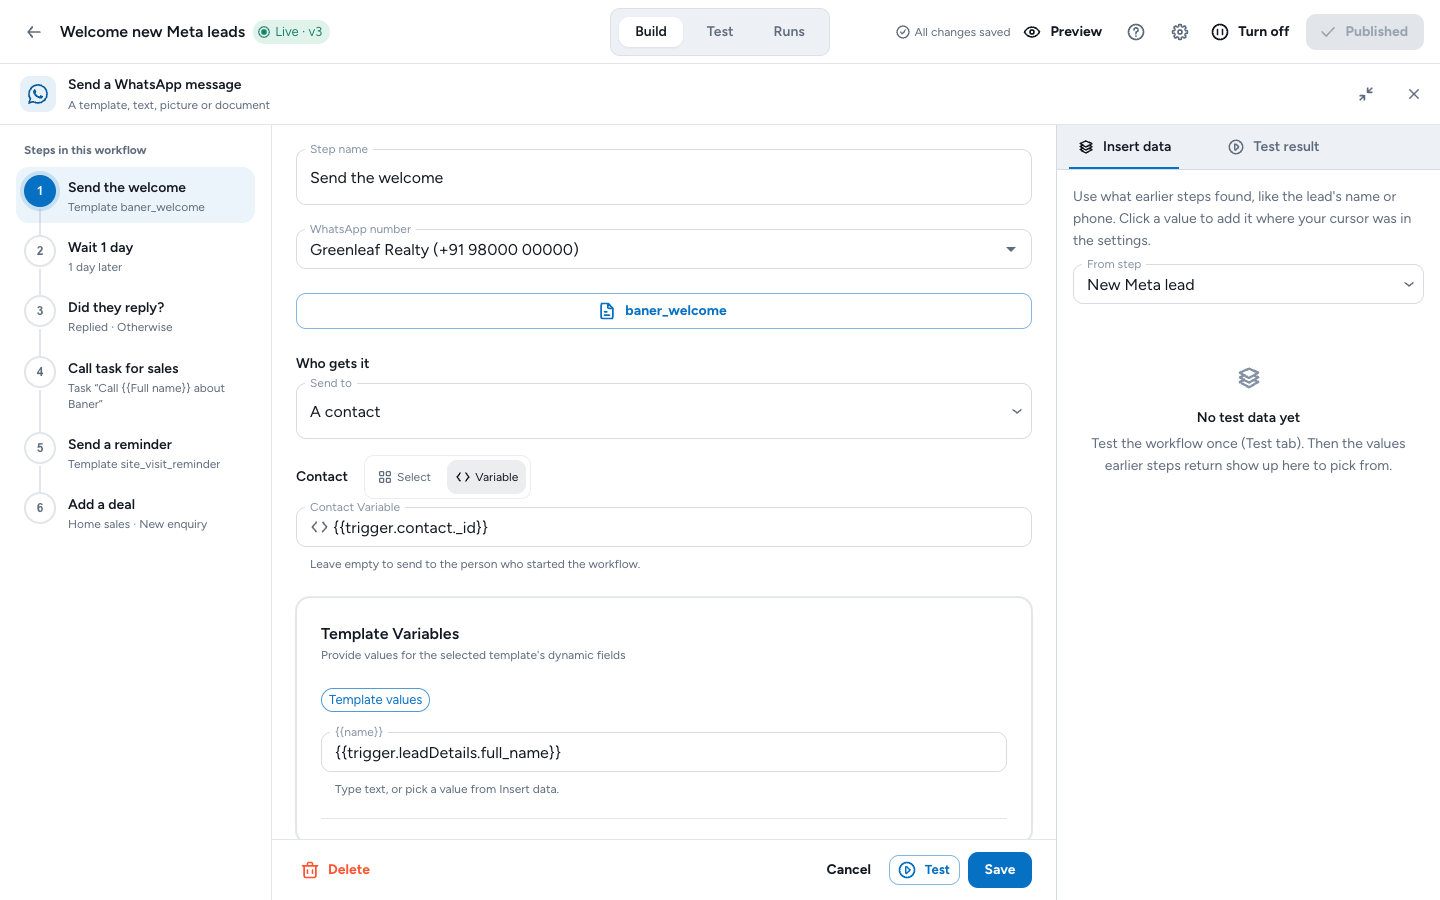 Welcome new Meta leads
Live · v3
Build
Test
Runs
All changes saved
Preview
Turn off
Published
Send a WhatsApp message
A template, text, picture or document
Steps in this workflow
1
Send the welcome
Template baner_welcome
2
Wait 1 day
1 day later
3
Did they reply?
Replied · Otherwise
4
Call task for sales
Task “Call {{Full name}} about
Baner”
5
Send a reminder
Template site_visit_reminder
6
Add a deal
Home sales · New enquiry
Step name
Send the welcome
WhatsApp number
Greenleaf Realty (+91 98000 00000)
baner_welcome
Who gets it
Send to
A contact
Contact
Select
Variable
Contact Variable
{{trigger.contact._id}}
Leave empty to send to the person who started the workflow.
Template Variables
Provide values for the selected template's dynamic fields
Template values
{{name}}
{{trigger.leadDetails.full_name}}
Type text, or pick a value from Insert data.
Delete
Cancel
Test
Save
Insert data
Test result
Use what earlier steps found, like the lead's name or
phone. Click a value to add it where your cursor was in
the settings.
From step
New Meta lead
No test data yet
Test the workflow once (Test tab). Then the values
earlier steps return show up here to pick from.